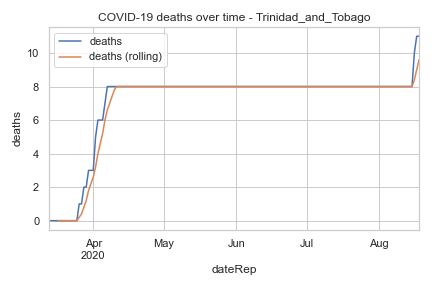 COVID-19 deaths over time - Trinidad_and_Tobago
deaths
deaths (rolling)
deaths
10
8
6
4
2
0
Apr May Jun Jul Aug
2020
dateRep